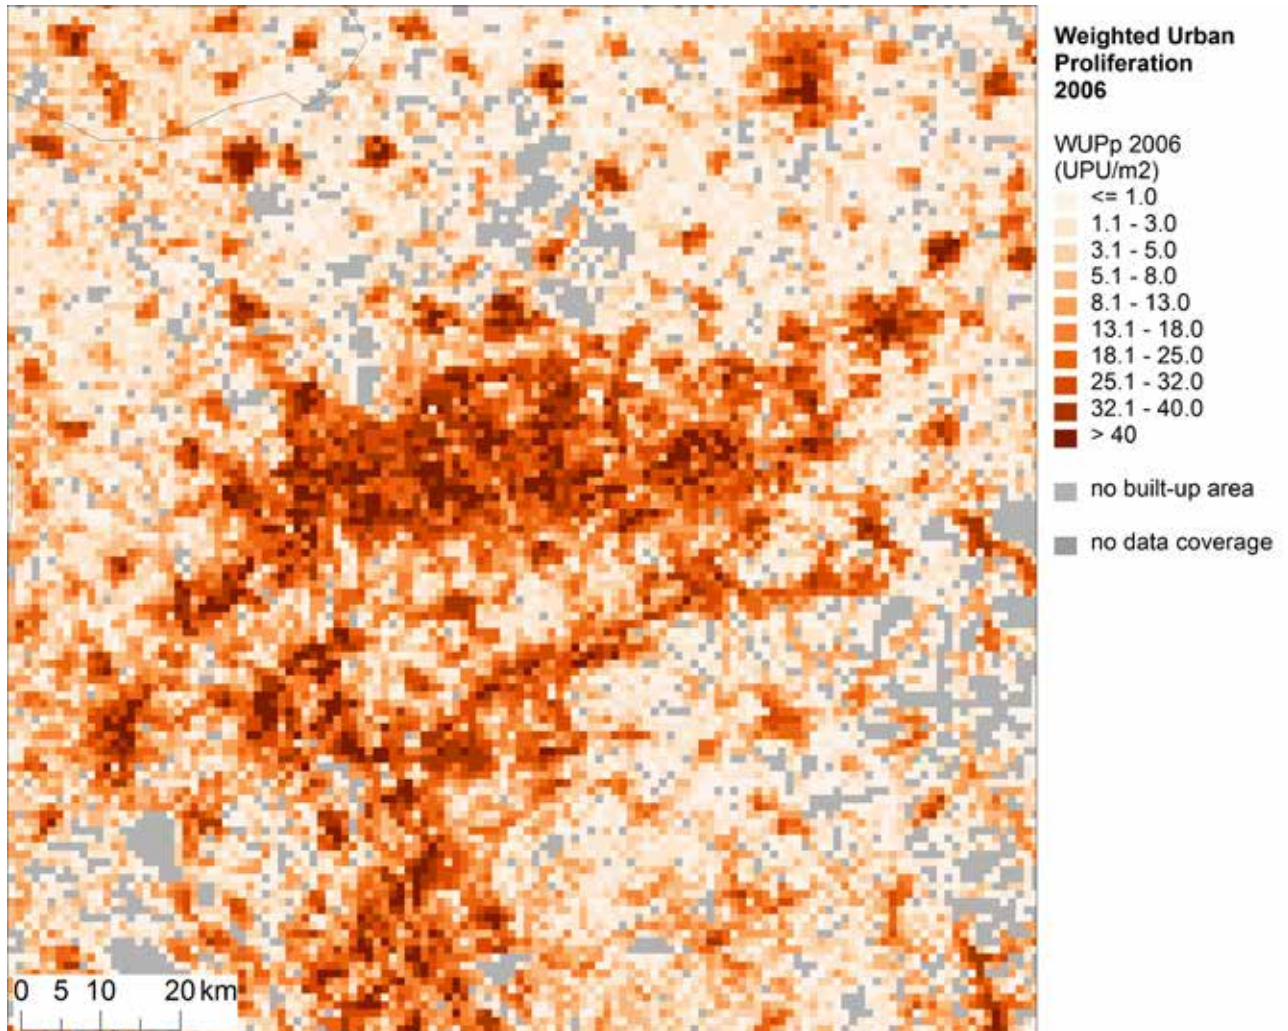 Weighted Urban
Proliferation
2006
WUPp 2006
(UPU/m2)
<= 1.0
1.1 - 3.0
3.1 - 5.0
5.1 - 8.0
8.1 - 13.0
13.1 - 18.0
18.1 - 25.0
25.1 - 32.0
32.1 - 40.0
> 40
no built-up area
no data coverage
0 5 10 20 km